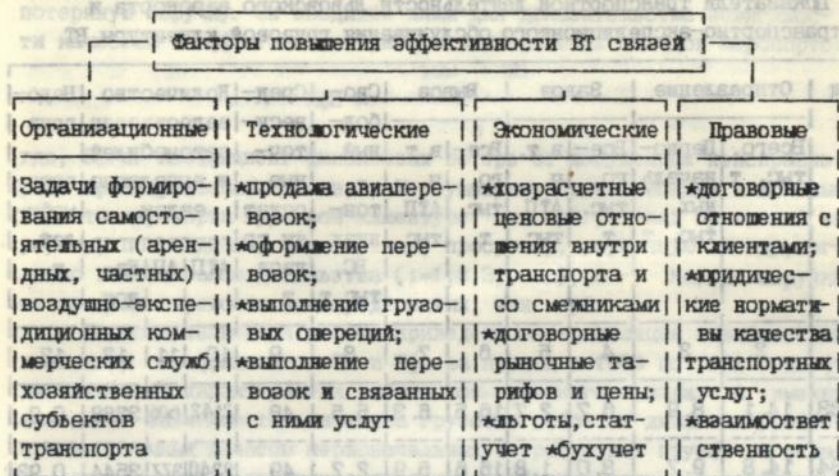 Факторы повышения эффективности ВТ связей
Организационные Технологические Экономические Правовые
Задачи формиро- *продажа авиапере- *хозрасчетные *договорные
вания самосто- возок; ценовые отно- отношения с
ятельных (арен- *оформление пере- шения внутри клиентами;
дных, частных) возок; транспорта и *юридичес-
воздушно экспе- *выполнение грузо- со смежниками кие нормати-
диционных ком- вых опереций; *договорные вы качества
мерческих служб *выполнение пере- рыночные та- транспортных
хозяйственных возок и связанных рифов и цены; услуг;
субъектов с ними услуг *льготы,стат- *взаимоответ
транспорта учет *бухучет ственность